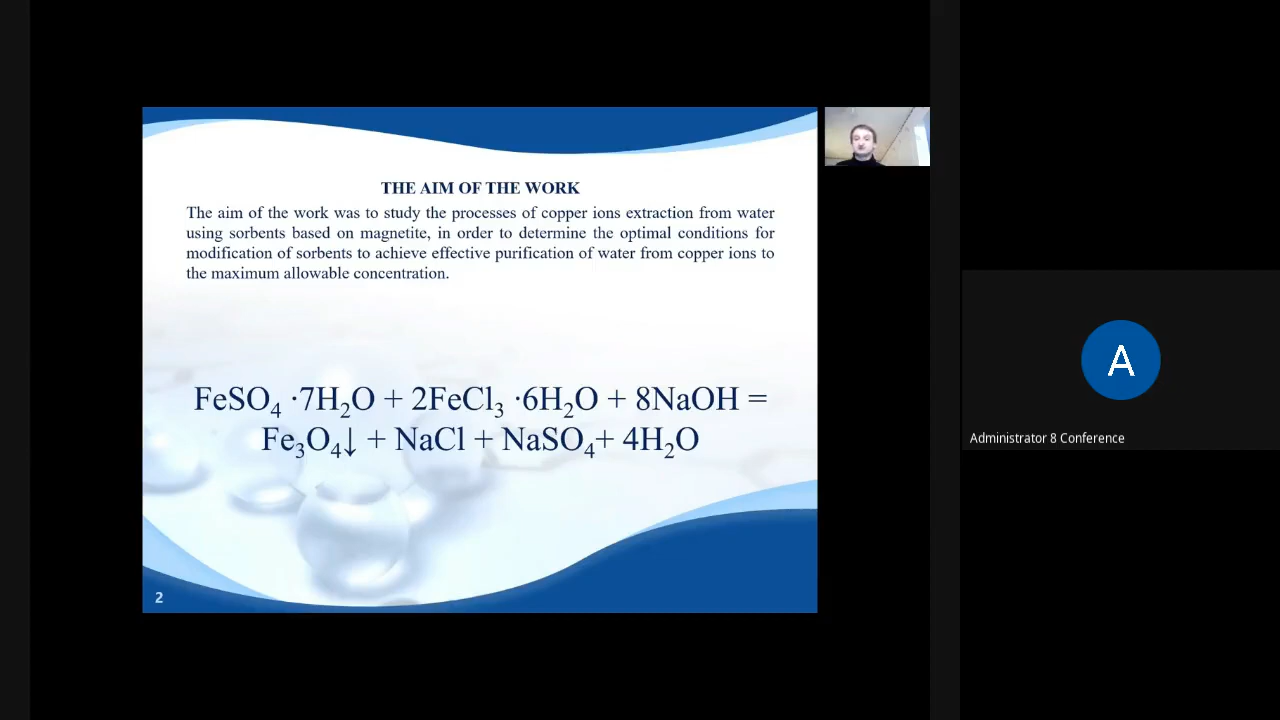 THE AIM OF THE WORK
The aim of the work was to study the processes of copper ions extraction from water
using sorbents based on magnetite, in order to determine the optimal conditions for
modification of sorbents to achieve effective purification of water from copper ions to
the maximum allowable concentration.
FeSO₄ ·7H₂O + 2FeCl₃ ·6H₂O + 8NaOH =
Fe₃O₄↓ + NaCl + NaSO₄+ 4H₂O
2
A
Administrator 8 Conference